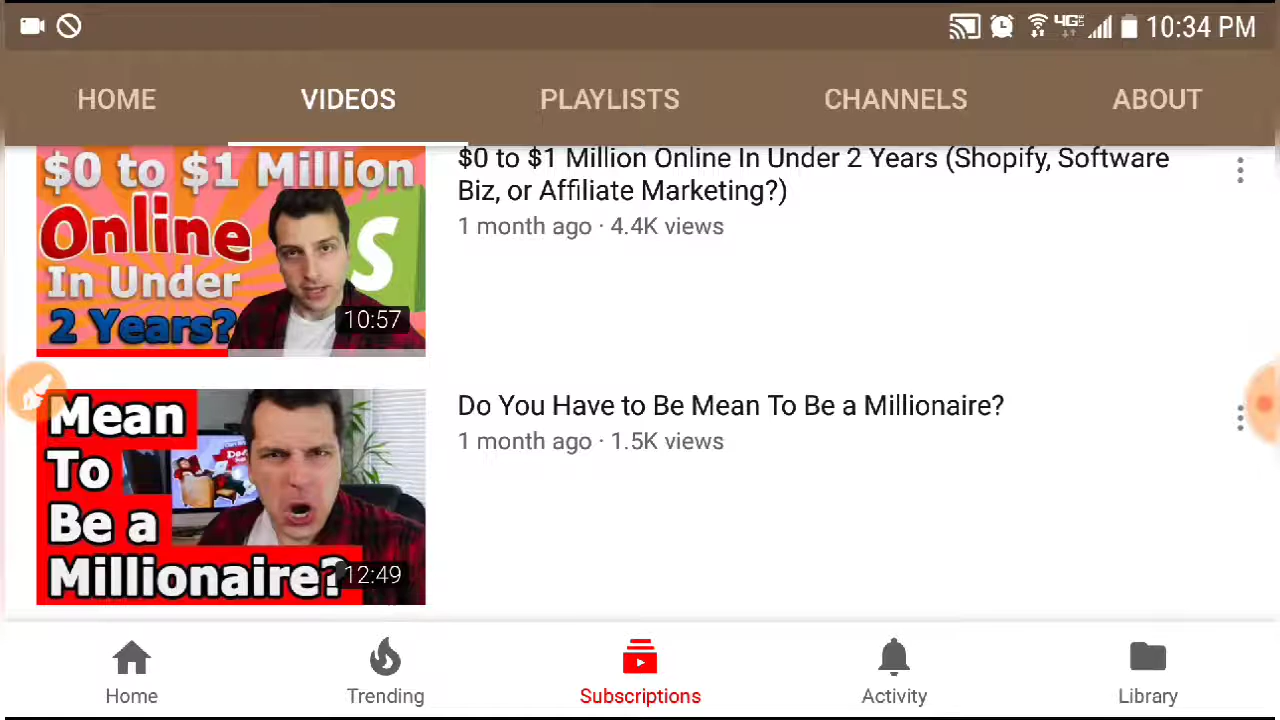 4G 10:34 PM
HOME VIDEOS PLAYLISTS CHANNELS ABOUT
$0 to $1 Million
Online
In Under
2 Years?
S
10:57
$0 to $1 Million Online In Under 2 Years (Shopify, Software
Biz, or Affiliate Marketing?)
1 month ago · 4.4K views
Mean
To
Be a
Millionaire?
12:49
Do You Have to Be Mean To Be a Millionaire?
1 month ago · 1.5K views
Home Trending Subscriptions Activity Library